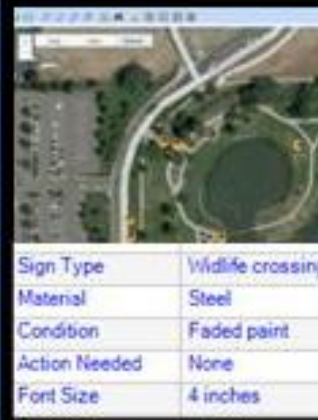 Sign Type Widlife crossing
Material Steel
Condition Faded paint
Action Needed None
Font Size 4 inches